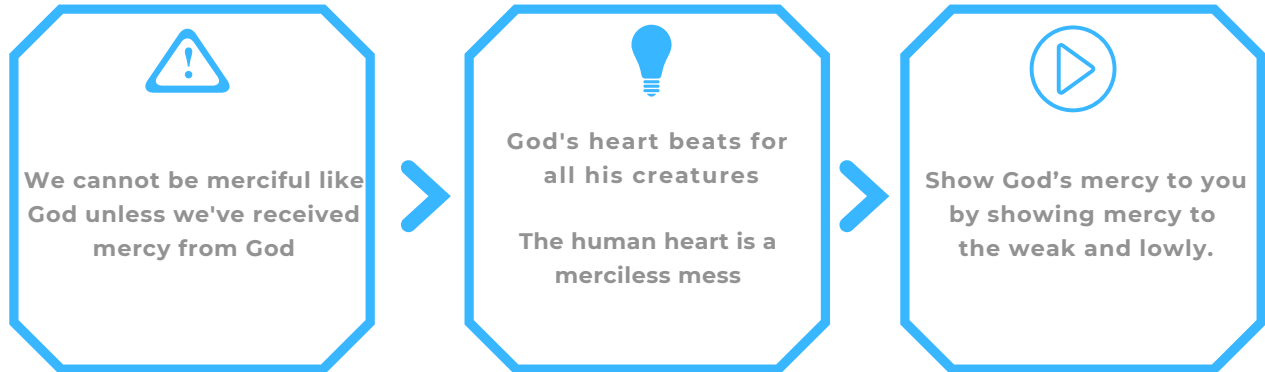 We cannot be merciful like
God unless we've received
mercy from God
God's heart beats for
all his creatures
The human heart is a
merciless mess
Show God’s mercy to you
by showing mercy to
the weak and lowly.